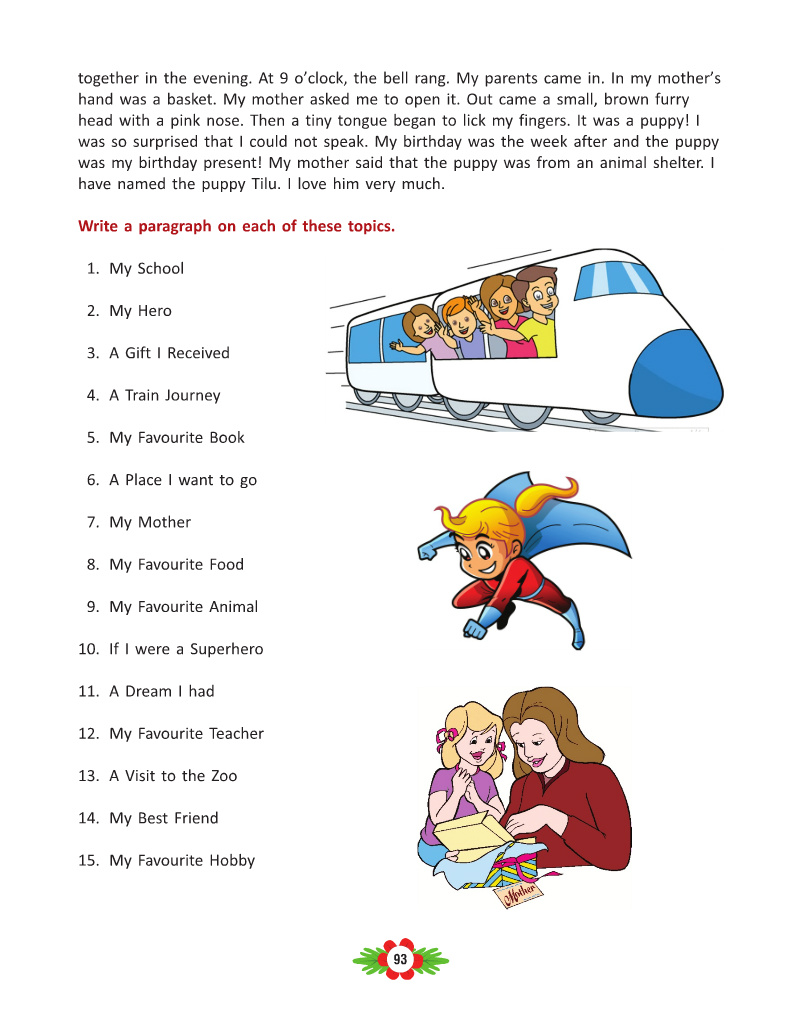 together in the evening. At 9 o’clock, the bell rang. My parents came in. In my mother’s
hand was a basket. My mother asked me to open it. Out came a small, brown furry
head with a pink nose. Then a tiny tongue began to lick my fingers. It was a puppy! I
was so surprised that I could not speak. My birthday was the week after and the puppy
was my birthday present! My mother said that the puppy was from an animal shelter. I
have named the puppy Tilu. I love him very much.
Write a paragraph on each of these topics.
1. My School
2. My Hero
3. A Gift I Received
4. A Train Journey
5. My Favourite Book
6. A Place I want to go
7. My Mother
8. My Favourite Food
9. My Favourite Animal
10. If I were a Superhero
11. A Dream I had
12. My Favourite Teacher
13. A Visit to the Zoo
14. My Best Friend
15. My Favourite Hobby
Mother
93